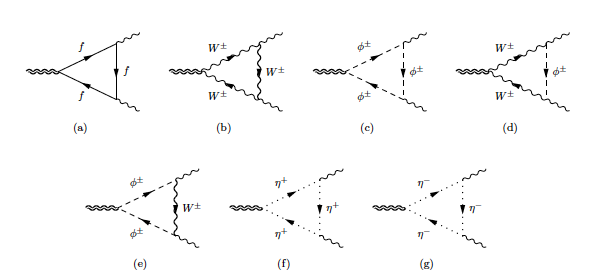 f f f
W± W± W±
ϕ± ϕ± ϕ±
W± W± ϕ±
(a) (b) (c) (d)
ϕ± ϕ± W±
η+ η+ η+
η− η− η−
(e) (f) (g)